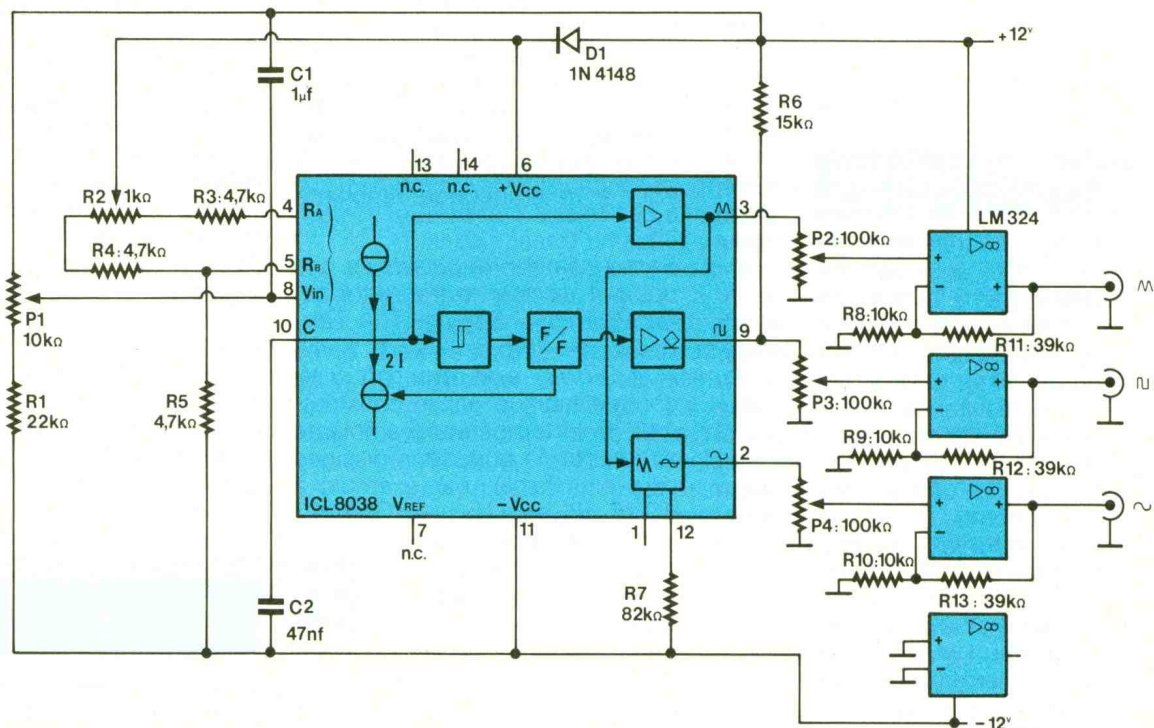 +12v
D1
1N 4148
C1
1µf
R6
15kΩ
13
14
6
n.c.
n.c.
+Vcc
R2
1kΩ
R3:4,7kΩ
4
RA
3
LM 324
P2:100kΩ
R4:4,7kΩ
5
RB
8
Vin
I
10
C
9
P1
10kΩ
F/F
2I
R8:10kΩ
R11:39kΩ
R1
22kΩ
R5
4,7kΩ
P3:100kΩ
2
R9:10kΩ
R12:39kΩ
ICL8038
VREF
-Vcc
7
11
1
12
n.c.
P4:100kΩ
R10:10kΩ
R13:39kΩ
C2
47nf
R7
82kΩ
-12v